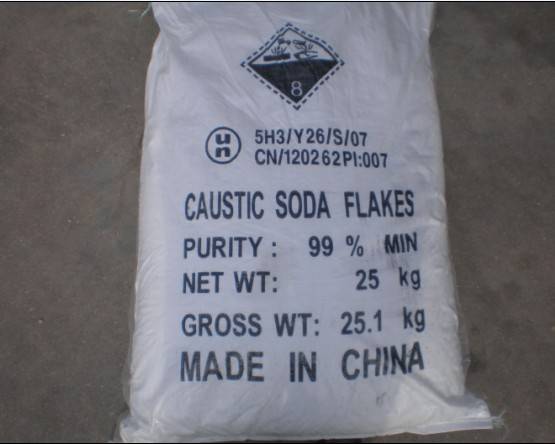 8
un 5H3/Y26/S/07
CN/120262PI:007
CAUSTIC SODA FLAKES
PURITY: 99 % MIN
NET WT: 25 kg
GROSS WT: 25.1 kg
MADE IN CHINA